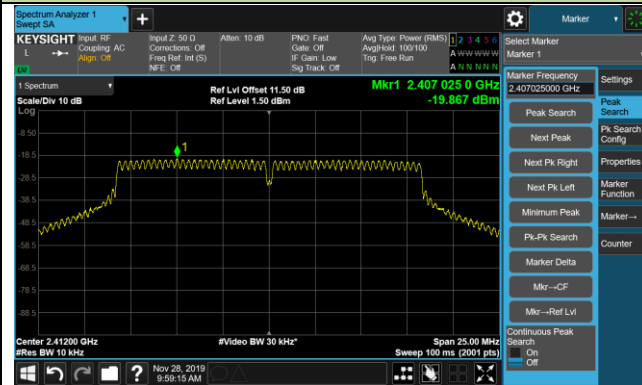 Spectrum Analyzer 1
Swept SA
Marker
KEYSIGHT
L
LNI
Input: RF
Coupling: AC
Align: Off
Input Z: 50 Ω
Corrections: Off
Freq Ref: Int (S)
NFE: Off
Atten: 10 dB
PNO: Fast
Gate: Off
IF Gain: Low
Sig Track: Off
Avg Type: Power (RMS)
Avg|Hold: 100/100
Trig: Free Run
1 2 3 4 5 6
A W W W W W
A N N N N N
Select Marker
Marker 1
1 Spectrum
Scale/Div 10 dB
Log
Ref Lvl Offset 11.50 dB
Ref Level 1.50 dBm
Mkr1 2.407 025 0 GHz
-19.867 dBm
1
-8.50
-18.5
-28.5
-38.5
-48.5
-58.5
-68.5
-78.5
-88.5
Center 2.41200 GHz
#Res BW 10 kHz
#Video BW 30 kHz*
Span 25.00 MHz
Sweep 100 ms (2001 pts)
Marker Frequency
2.407025000 GHz
Peak Search
Next Peak
Next Pk Right
Next Pk Left
Minimum Peak
Pk-Pk Search
Marker Delta
Mkr→CF
Mkr→Ref Lvl
Continuous Peak
Search
On
Off
Settings
Peak
Search
Pk Search
Config
Properties
Marker
Function
Marker→
Counter
?
Nov 28, 2019
9:59:15 AM